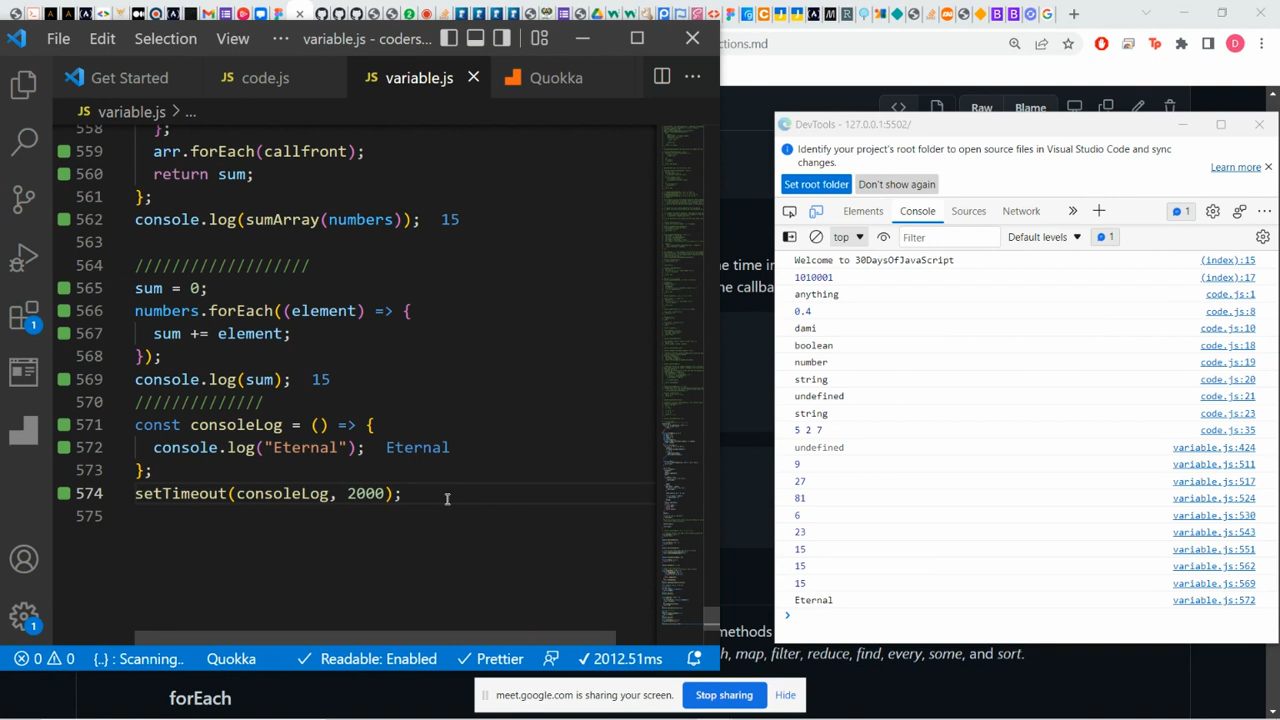 File Edit Selection View ··· variable.js - coders...
Get Started code.js variable.js Quokka
variable.js > ...
558 };
559 arr.forEach(callfront);
560 return sum;
561 };
562 console.log(sumArray(numbers)); 15
563
564 ////////////////
565 sum = 0;
566 numbers.forEach((element) => {
567 sum += element;
568 });
569 console.log(sum); 15
570 //////////////
571 const consoleLog = () => {
572 console.log("Eternal"); Eternal
573 };
574 setTimeout(consoleLog, 2000);
575
0 0 {..} : Scanning.. Quokka Readable: Enabled Prettier 2012.51ms
ctions.md
Raw Blame
DevTools - 127.0.0.1:5502/
Identify your project's root folder to open source files in Visual Studio Code and sync
changes.
Learn more
Set root folder Don't show again
Elements Console Sources Network 1
top Filter Default levels 1
Welcome to 30DaysOfJavaScript (index):15
1010001 (index):17
anything code.js:1
0.4 code.js:8
dami code.js:10
boolean code.js:18
number code.js:19
string code.js:20
undefined code.js:21
string code.js:23
5 2 7 code.js:35
undefined variable.js:424
9 variable.js:511
27 variable.js:517
81 variable.js:524
6 variable.js:530
23 variable.js:543
15 variable.js:551
15 variable.js:562
15 variable.js:569
Eternal variable.js:572
>
e time in
e the callba
methods
h, map, filter, reduce, find, every, some, and sort.
forEach
meet.google.com is sharing your screen. Stop sharing Hide